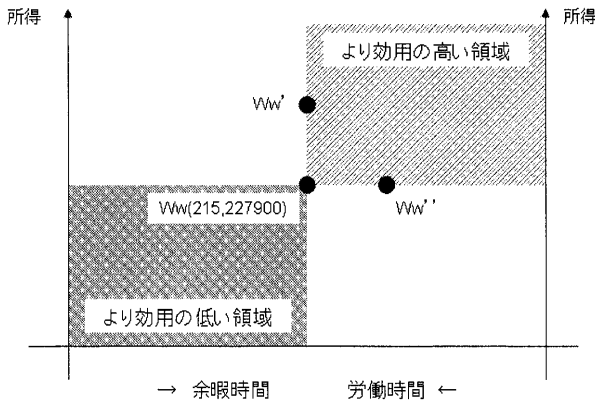 所得
所得
より効用の高い領域
Ww'
Ww(215,227900)
Ww''
より効用の低い領域
→ 余暇時間
労働時間 ←